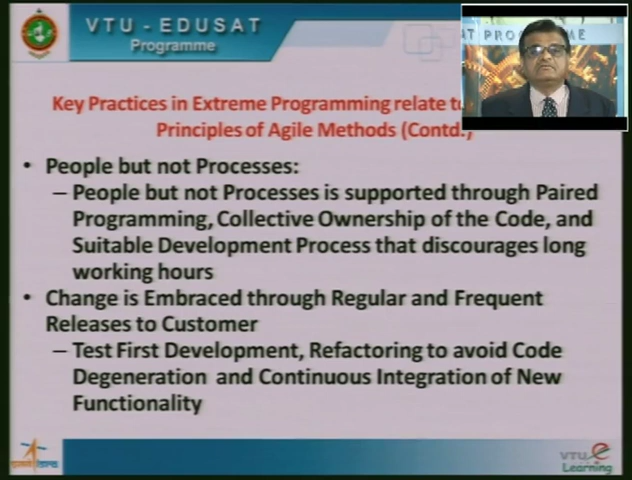 VTU - EDUSAT
Programme
AT PROGRAMME
Key Practices in Extreme Programming relate to
Principles of Agile Methods (Contd.)
• People but not Processes:
– People but not Processes is supported through Paired
Programming, Collective Ownership of the Code, and
Suitable Development Process that discourages long
working hours
• Change is Embraced through Regular and Frequent
Releases to Customer
– Test First Development, Refactoring to avoid Code
Degeneration and Continuous Integration of New
Functionality
VTU e
Learning